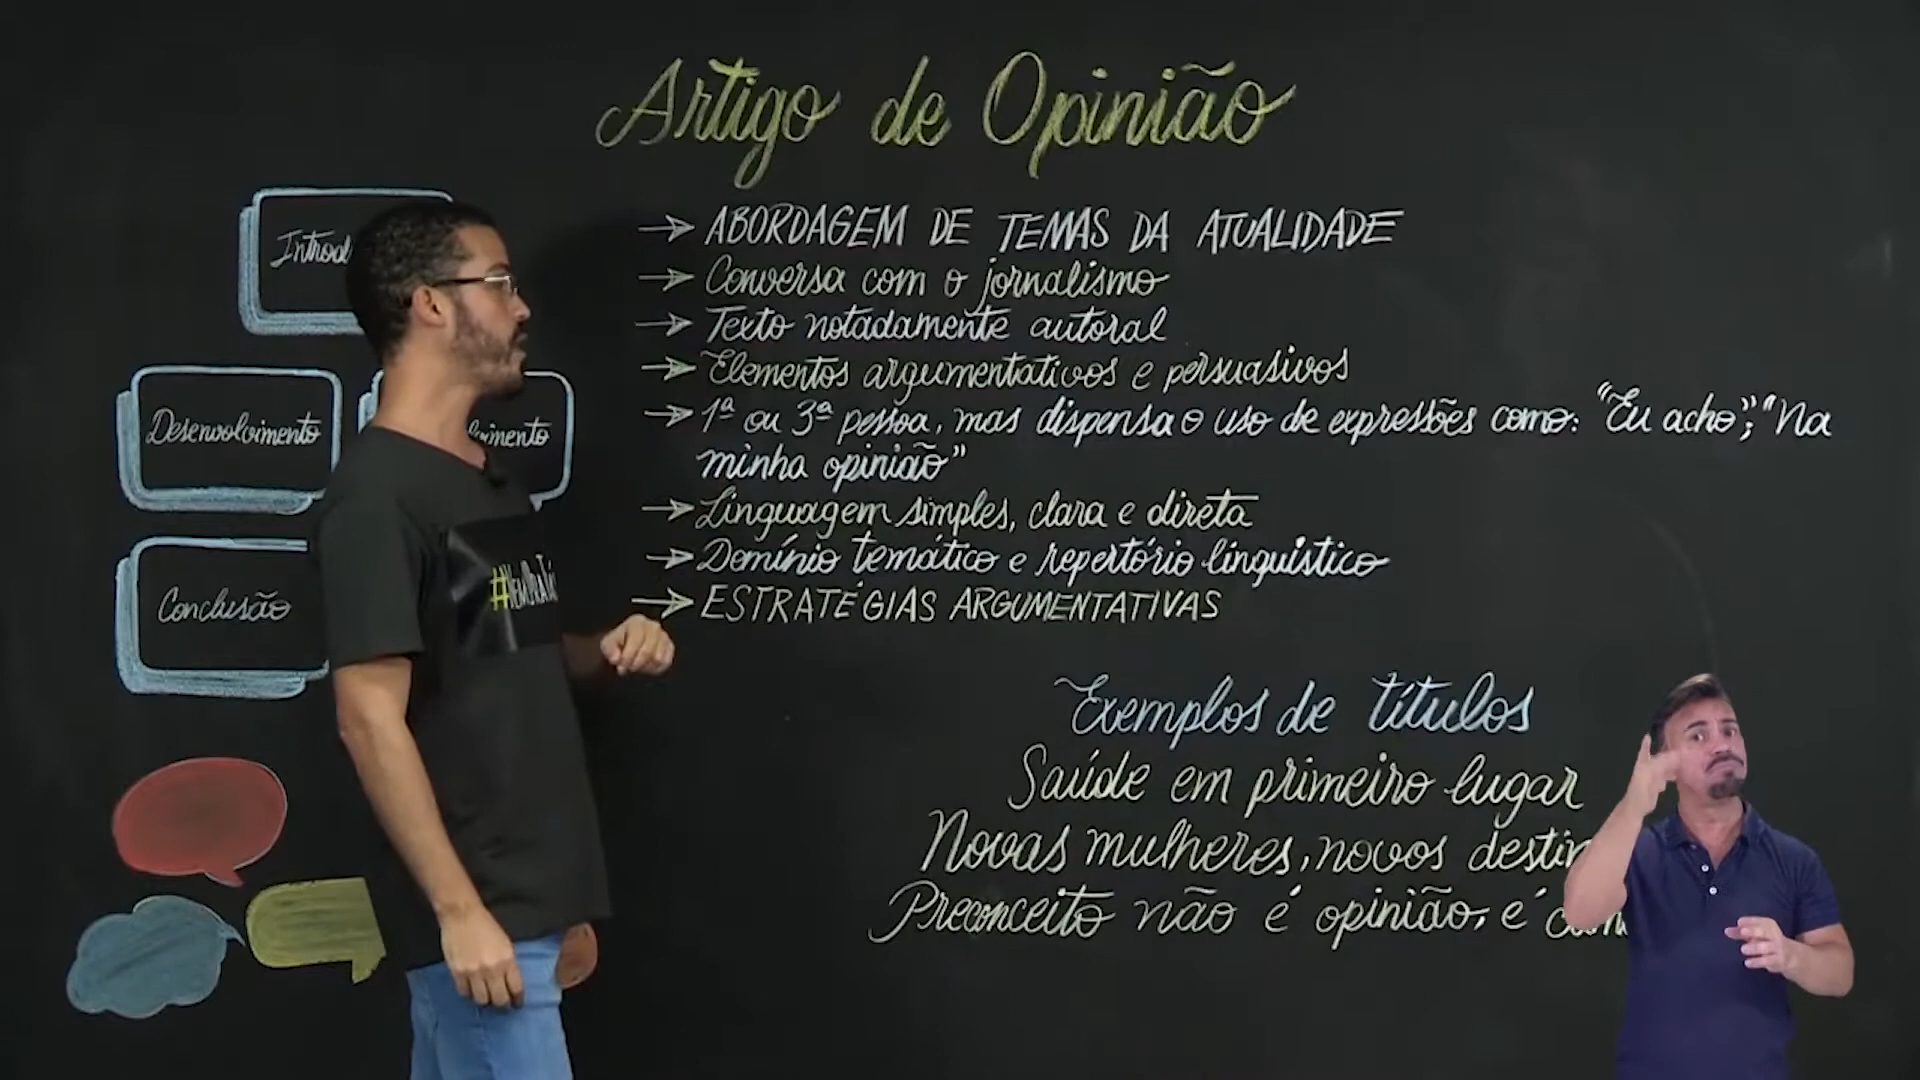 Artigo de Opinião
→ ABORDAGEM DE TEMAS DA ATUALIDADE
→ Conversa com o jornalismo
→ Texto notadamente autoral
→ Elementos argumentativos e persuasivos
→ 1ª ou 3ª pessoa, mas dispensa o uso de expressões como: "Eu acho"; "Na
minha opinião"
→ Linguagem simples, clara e direta
→ Domínio temático e repertório linguístico
→ ESTRATÉGIAS ARGUMENTATIVAS
Desenvolvimento
Conclusão
Exemplos de títulos
Saúde em primeiro lugar
Novas mulheres, novos
Preconceito não é opinião, é